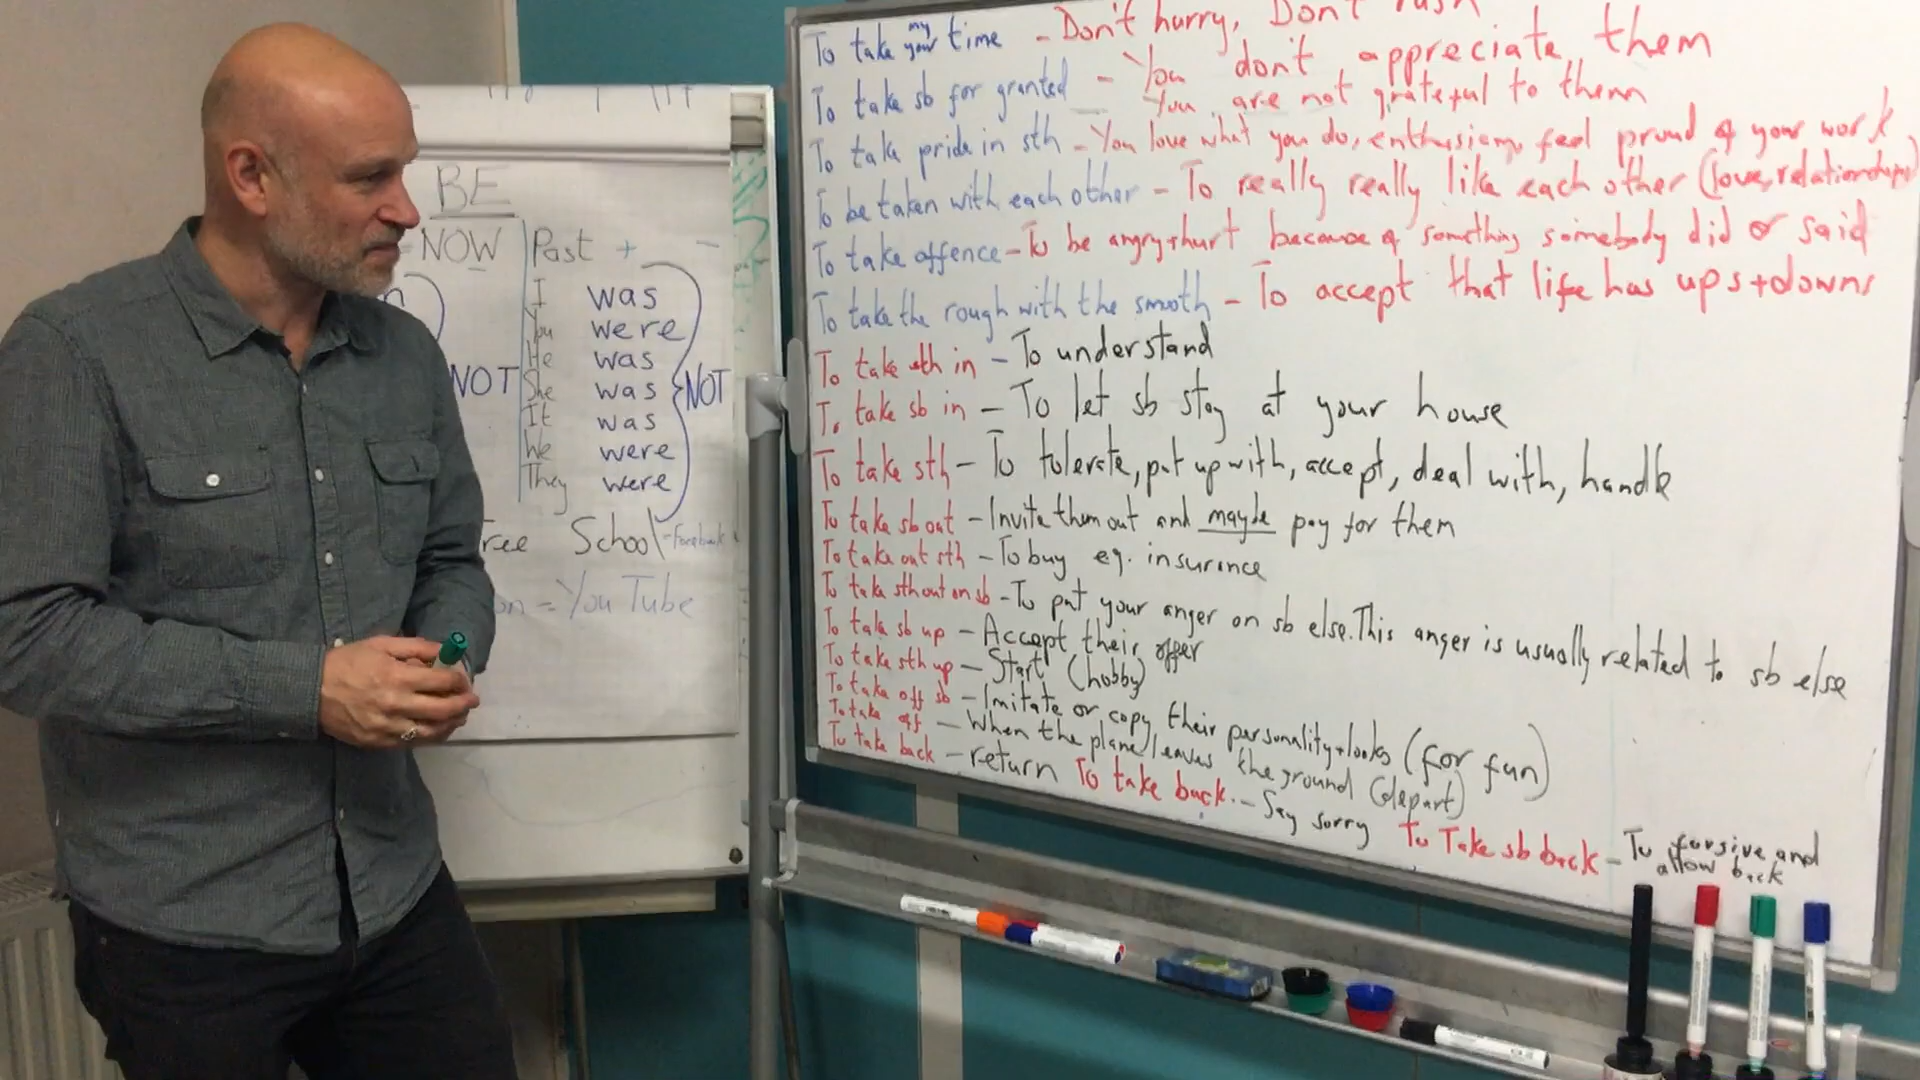 BE
NOW Past + -
I was
You were
He was
She was
It was
We were
They were
NOT NOT
ree School - Facebook
on = YouTube
To take my your time - Don't hurry, Don't rush
To take sb for granted - You don't appreciate them
You are not grateful to them
To take pride in sth - You love what you do, enthusiasm, feel proud of your work
To be taken with each other - To really really like each other (love, relationships)
To take offence - To be angry + hurt because of something somebody did or said
To take the rough with the smooth - To accept that life has ups + downs
To take sth in - To understand
To take sb in - To let sb stay at your house
To take sth - To tolerate, put up with, accept, deal with, handle
To take sb out - Invite them out and maybe pay for them
To take out sth - To buy eg. insurance
To take sth out on sb - To put your anger on sb else. This anger is usually related to sb else
To take sb up - Accept their offer
To take sth up - Start (hobby)
To take off sb - Imitate or copy their personality + looks (for fun)
To take off - When the plane leaves the ground (depart)
To take back - return To take back. - Say sorry To Take sb back - To forgive and allow back